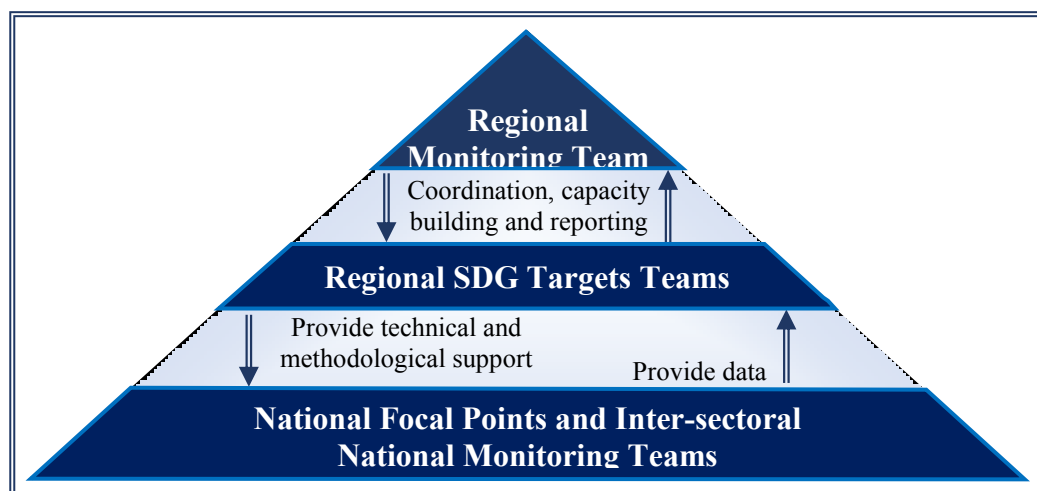 Regional
Monitoring Team
Coordination, capacity
building and reporting
Regional SDG Targets Teams
Provide technical and
methodological support
Provide data
National Focal Points and Inter-sectoral
National Monitoring Teams